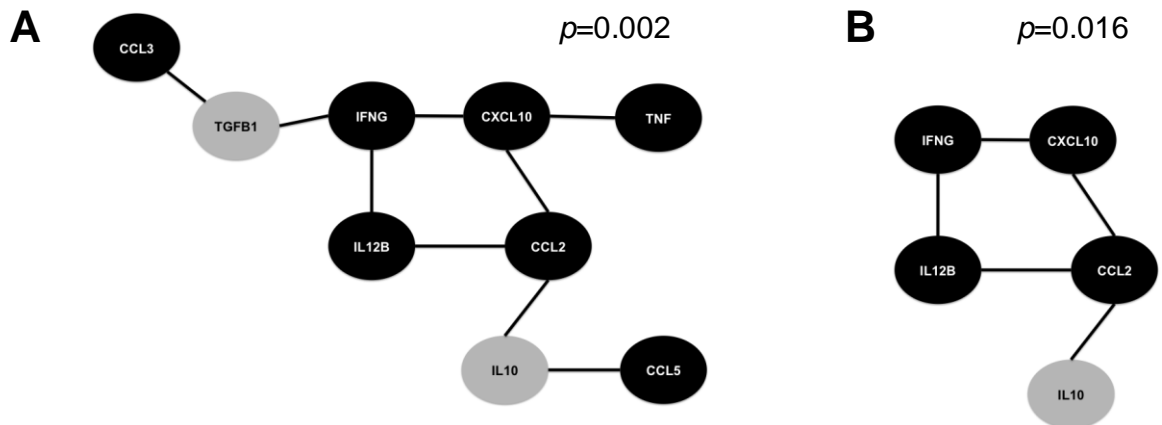 A
p=0.002
CCL3
TGFB1
IFNG
CXCL10
TNF
IL12B
CCL2
IL10
CCL5
B
p=0.016
IFNG
CXCL10
IL12B
CCL2
IL10